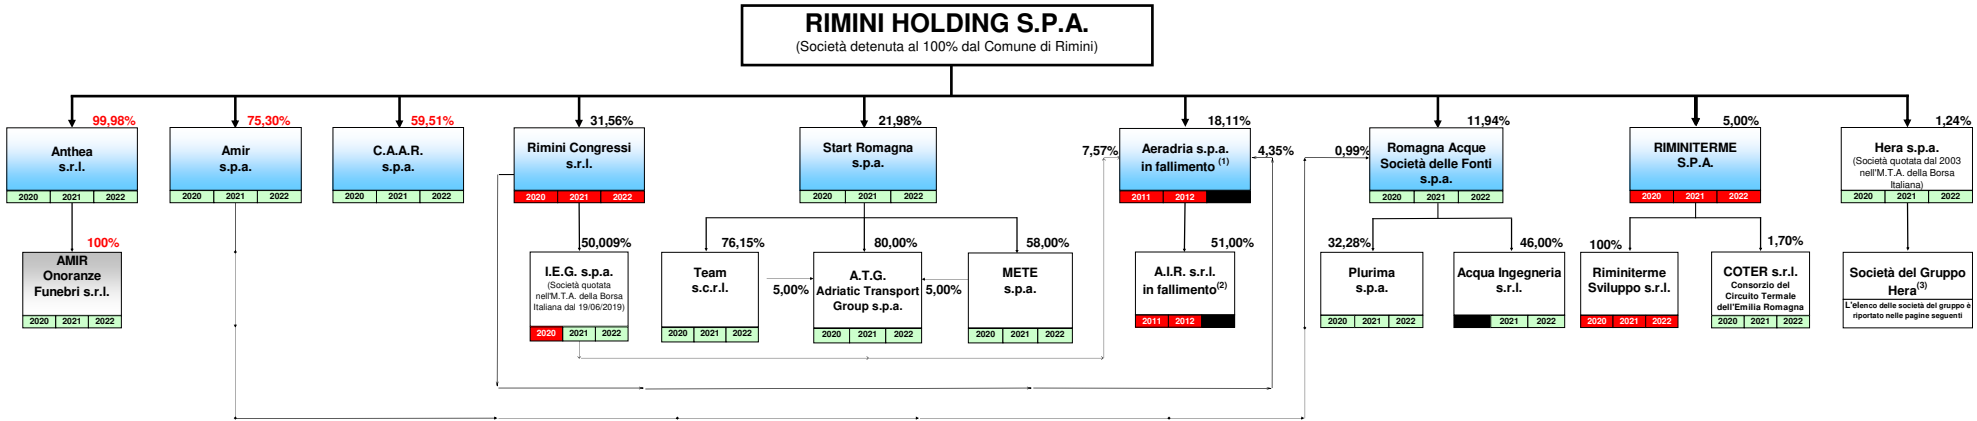 RIMINI HOLDING S.P.A.
(Società detenuta al 100% dal Comune di Rimini)
99,98%
Anthea
s.r.l.
2020 2021 2022
75,30%
Amir
s.p.a.
2020 2021 2022
59,51%
C.A.A.R.
s.p.a.
2020 2021 2022
31,56%
Rimini Congressi
s.r.l.
2020 2021 2022
21,98%
Start Romagna
s.p.a.
2020 2021 2022
18,11%
7,57%
Aeradria s.p.a.
in fallimento (1)
4,35%
2011 2012
11,94%
0,99%
Romagna Acque
Società delle Fonti
s.p.a.
2020 2021 2022
5,00%
RIMINITERME
S.P.A.
2020 2021 2022
1,24%
Hera s.p.a.
(Società quotata dal 2003
nell'M.T.A. della Borsa
Italiana)
2020 2021 2022
100%
AMIR
Onoranze
Funebri s.r.l.
2020 2021 2022
50,009%
I.E.G. s.p.a.
(Società quotata
nell'M.T.A. della Borsa
Italiana dal 19/06/2019)
2020 2021 2022
76,15%
Team
s.c.r.l.
2020 2021 2022
5,00%
80,00%
A.T.G.
Adriatic Transport
Group s.p.a.
2020 2021 2022
5,00%
58,00%
METE
s.p.a.
2020 2021 2022
51,00%
A.I.R. s.r.l.
in fallimento(2)
2011 2012
32,28%
Plurima
s.p.a.
2020 2021 2022
46,00%
Acqua Ingegneria
s.r.l.
2021 2022
100%
Riminiterme
Sviluppo s.r.l.
2020 2021 2022
1,70%
COTER s.r.l.
Consorzio del
Circuito Termale
dell'Emilia Romagna
2020 2021 2022
Società del Gruppo
Hera(3)
L'elenco delle società del gruppo è
riportato nelle pagine seguenti